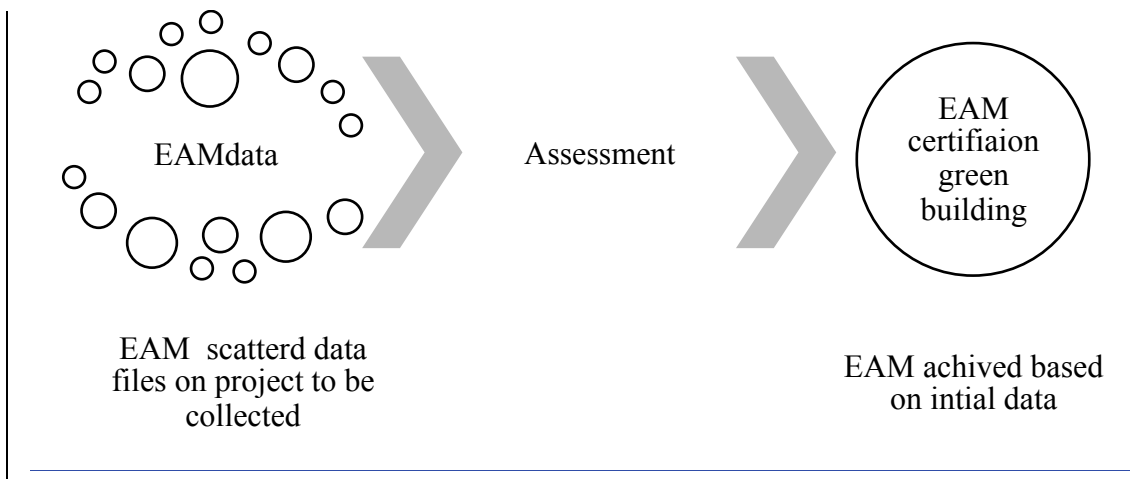 EAMdata
Assessment
EAM
certifiaion
green
building
EAM scatterd data
files on project to be
collected
EAM achived based
on intial data